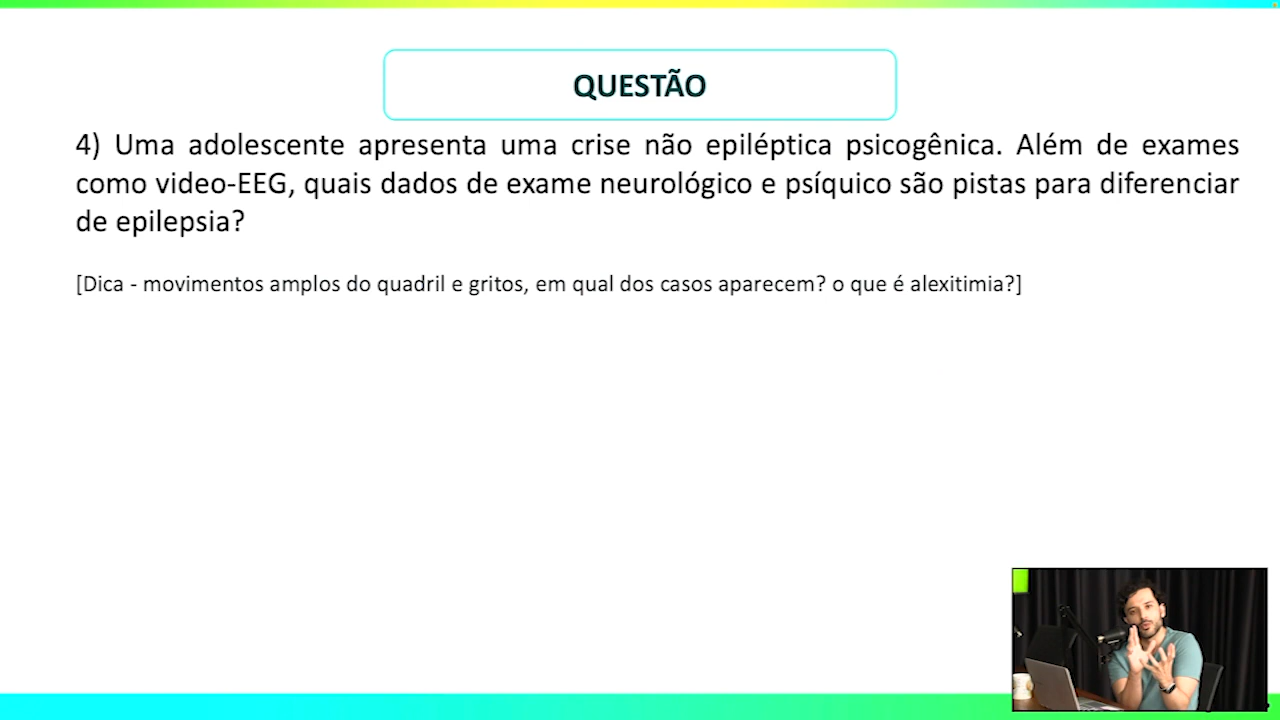 QUESTÃO
4) Uma adolescente apresenta uma crise não epiléptica psicogênica. Além de exames
como video-EEG, quais dados de exame neurológico e psíquico são pistas para diferenciar
de epilepsia?
[Dica - movimentos amplos do quadril e gritos, em qual dos casos aparecem? o que é alexitimia?]